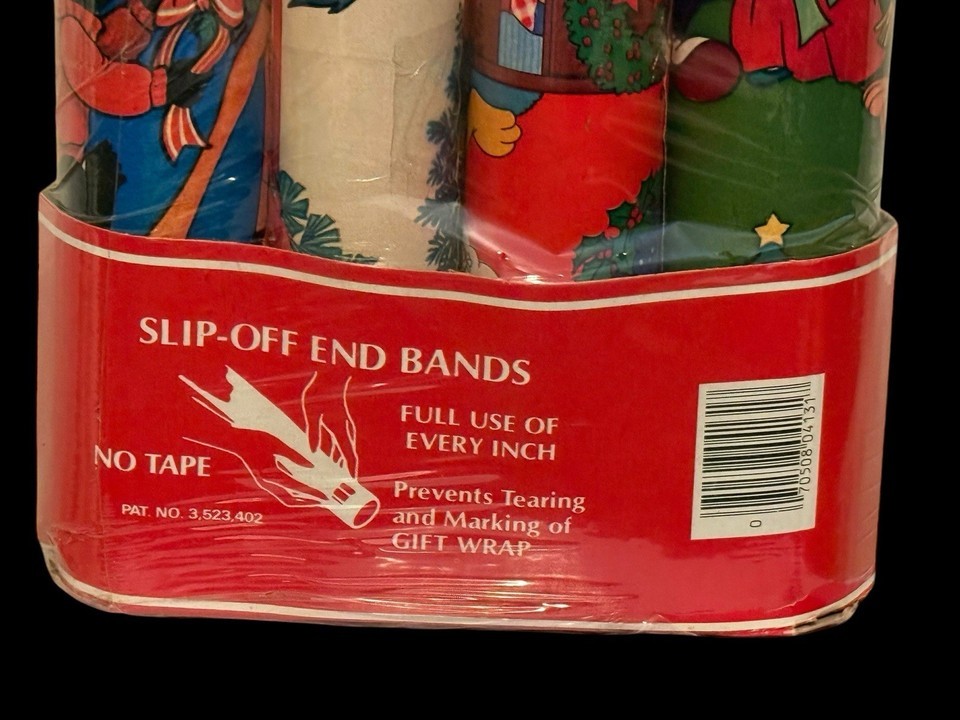 SLIP-OFF END BANDS
FULL USE OF
EVERY INCH
NO TAPE
Prevents Tearing
and Marking of
GIFT WRAP
PAT. NO. 3,523,402
0 70508 04131